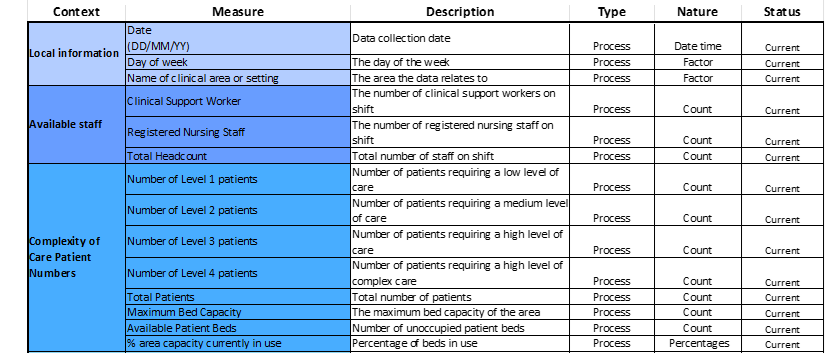 Context Measure Description Type Nature Status
Local information
Date
(DD/MM/YY) Data collection date Process Date time Current
Day of week The day of the week Process Factor Current
Name of clinical area or setting The area the data relates to Process Factor Current
Available staff
Clinical Support Worker The number of clinical support workers on
shift Process Count Current
Registered Nursing Staff The number of registered nursing staff on
shift Process Count Current
Total Headcount Total number of staff on shift Process Count Current
Complexity of
Care Patient
Numbers
Number of Level 1 patients Number of patients requiring a low level of
care Process Count Current
Number of Level 2 patients Number of patients requiring a medium level
of care Process Count Current
Number of Level 3 patients Number of patients requiring a high level of
care Process Count Current
Number of Level 4 patients Number of patients requiring a high level of
complex care Process Count Current
Total Patients Total number of patients Process Count Current
Maximum Bed Capacity The maximum bed capacity of the area Process Count Current
Available Patient Beds Number of unoccupied patient beds Process Count Current
% area capacity currently in use Percentage of beds in use Process Percentages Current